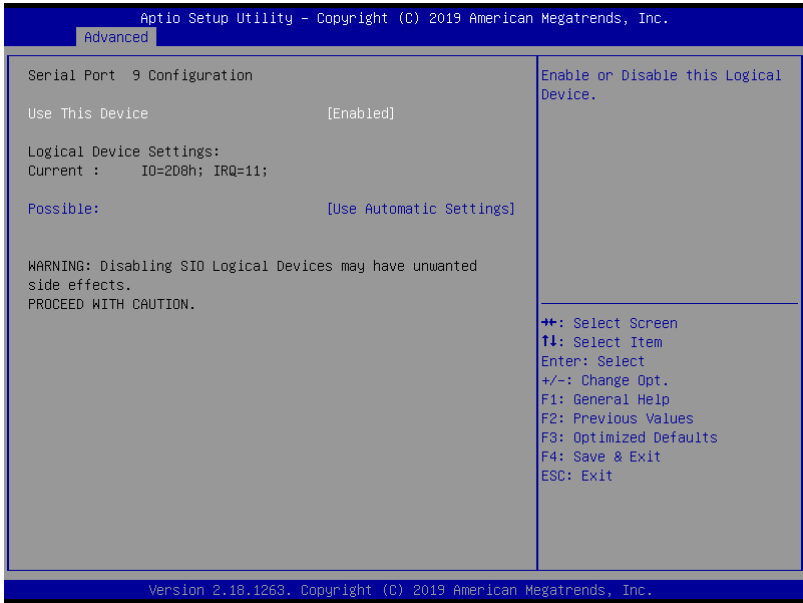 Aptio Setup Utility – Copyright (C) 2019 American Megatrends, Inc.
Advanced
Serial Port  9 Configuration
Use This Device [Enabled]
Logical Device Settings:
Current : IO=2D8h; IRQ=11;
Possible: [Use Automatic Settings]
WARNING: Disabling SIO Logical Devices may have unwanted
side effects.
PROCEED WITH CAUTION.
Enable or Disable this Logical
Device.
→←: Select Screen
↑↓: Select Item
Enter: Select
+/-: Change Opt.
F1: General Help
F2: Previous Values
F3: Optimized Defaults
F4: Save & Exit
ESC: Exit
Version 2.18.1263. Copyright (C) 2019 American Megatrends, Inc.